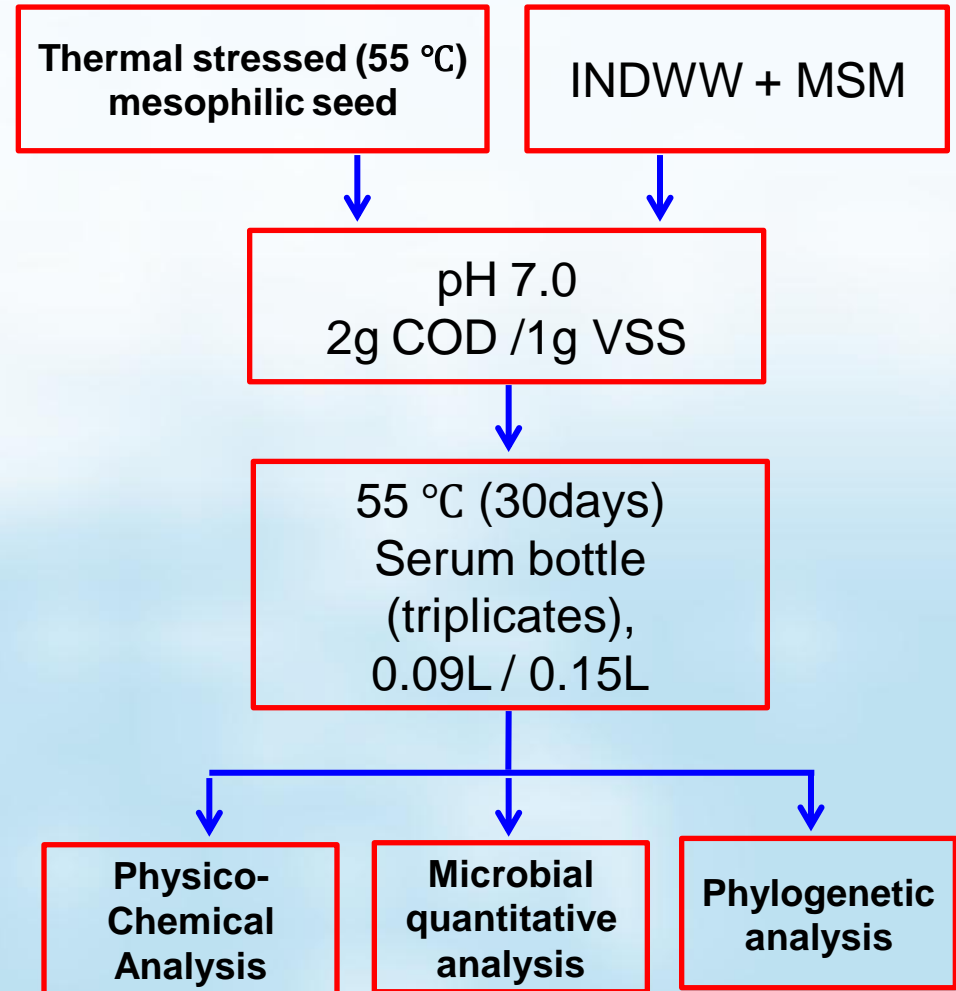 Thermal stressed (55 ℃)
mesophilic seed
INDWW + MSM
pH 7.0
2g COD /1g VSS
55 ℃ (30days)
Serum bottle
(triplicates),
0.09L / 0.15L
Physico-
Chemical
Analysis
Microbial
quantitative
analysis
Phylogenetic
analysis